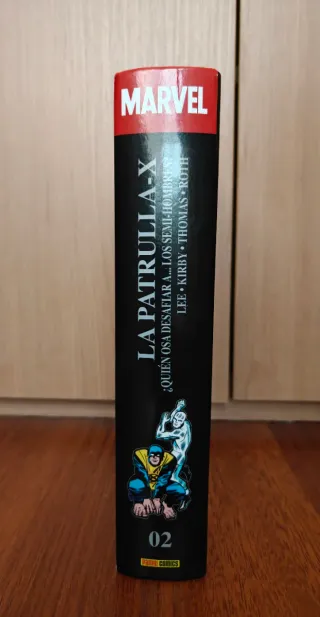 MARVEL
LA PATRULLA-X
¿QUIÉN OSA DESAFIAR A... LOS SEMI-HOMBRES?
LEE • KIRBY • THOMAS • ROTH
02
PANINI COMICS